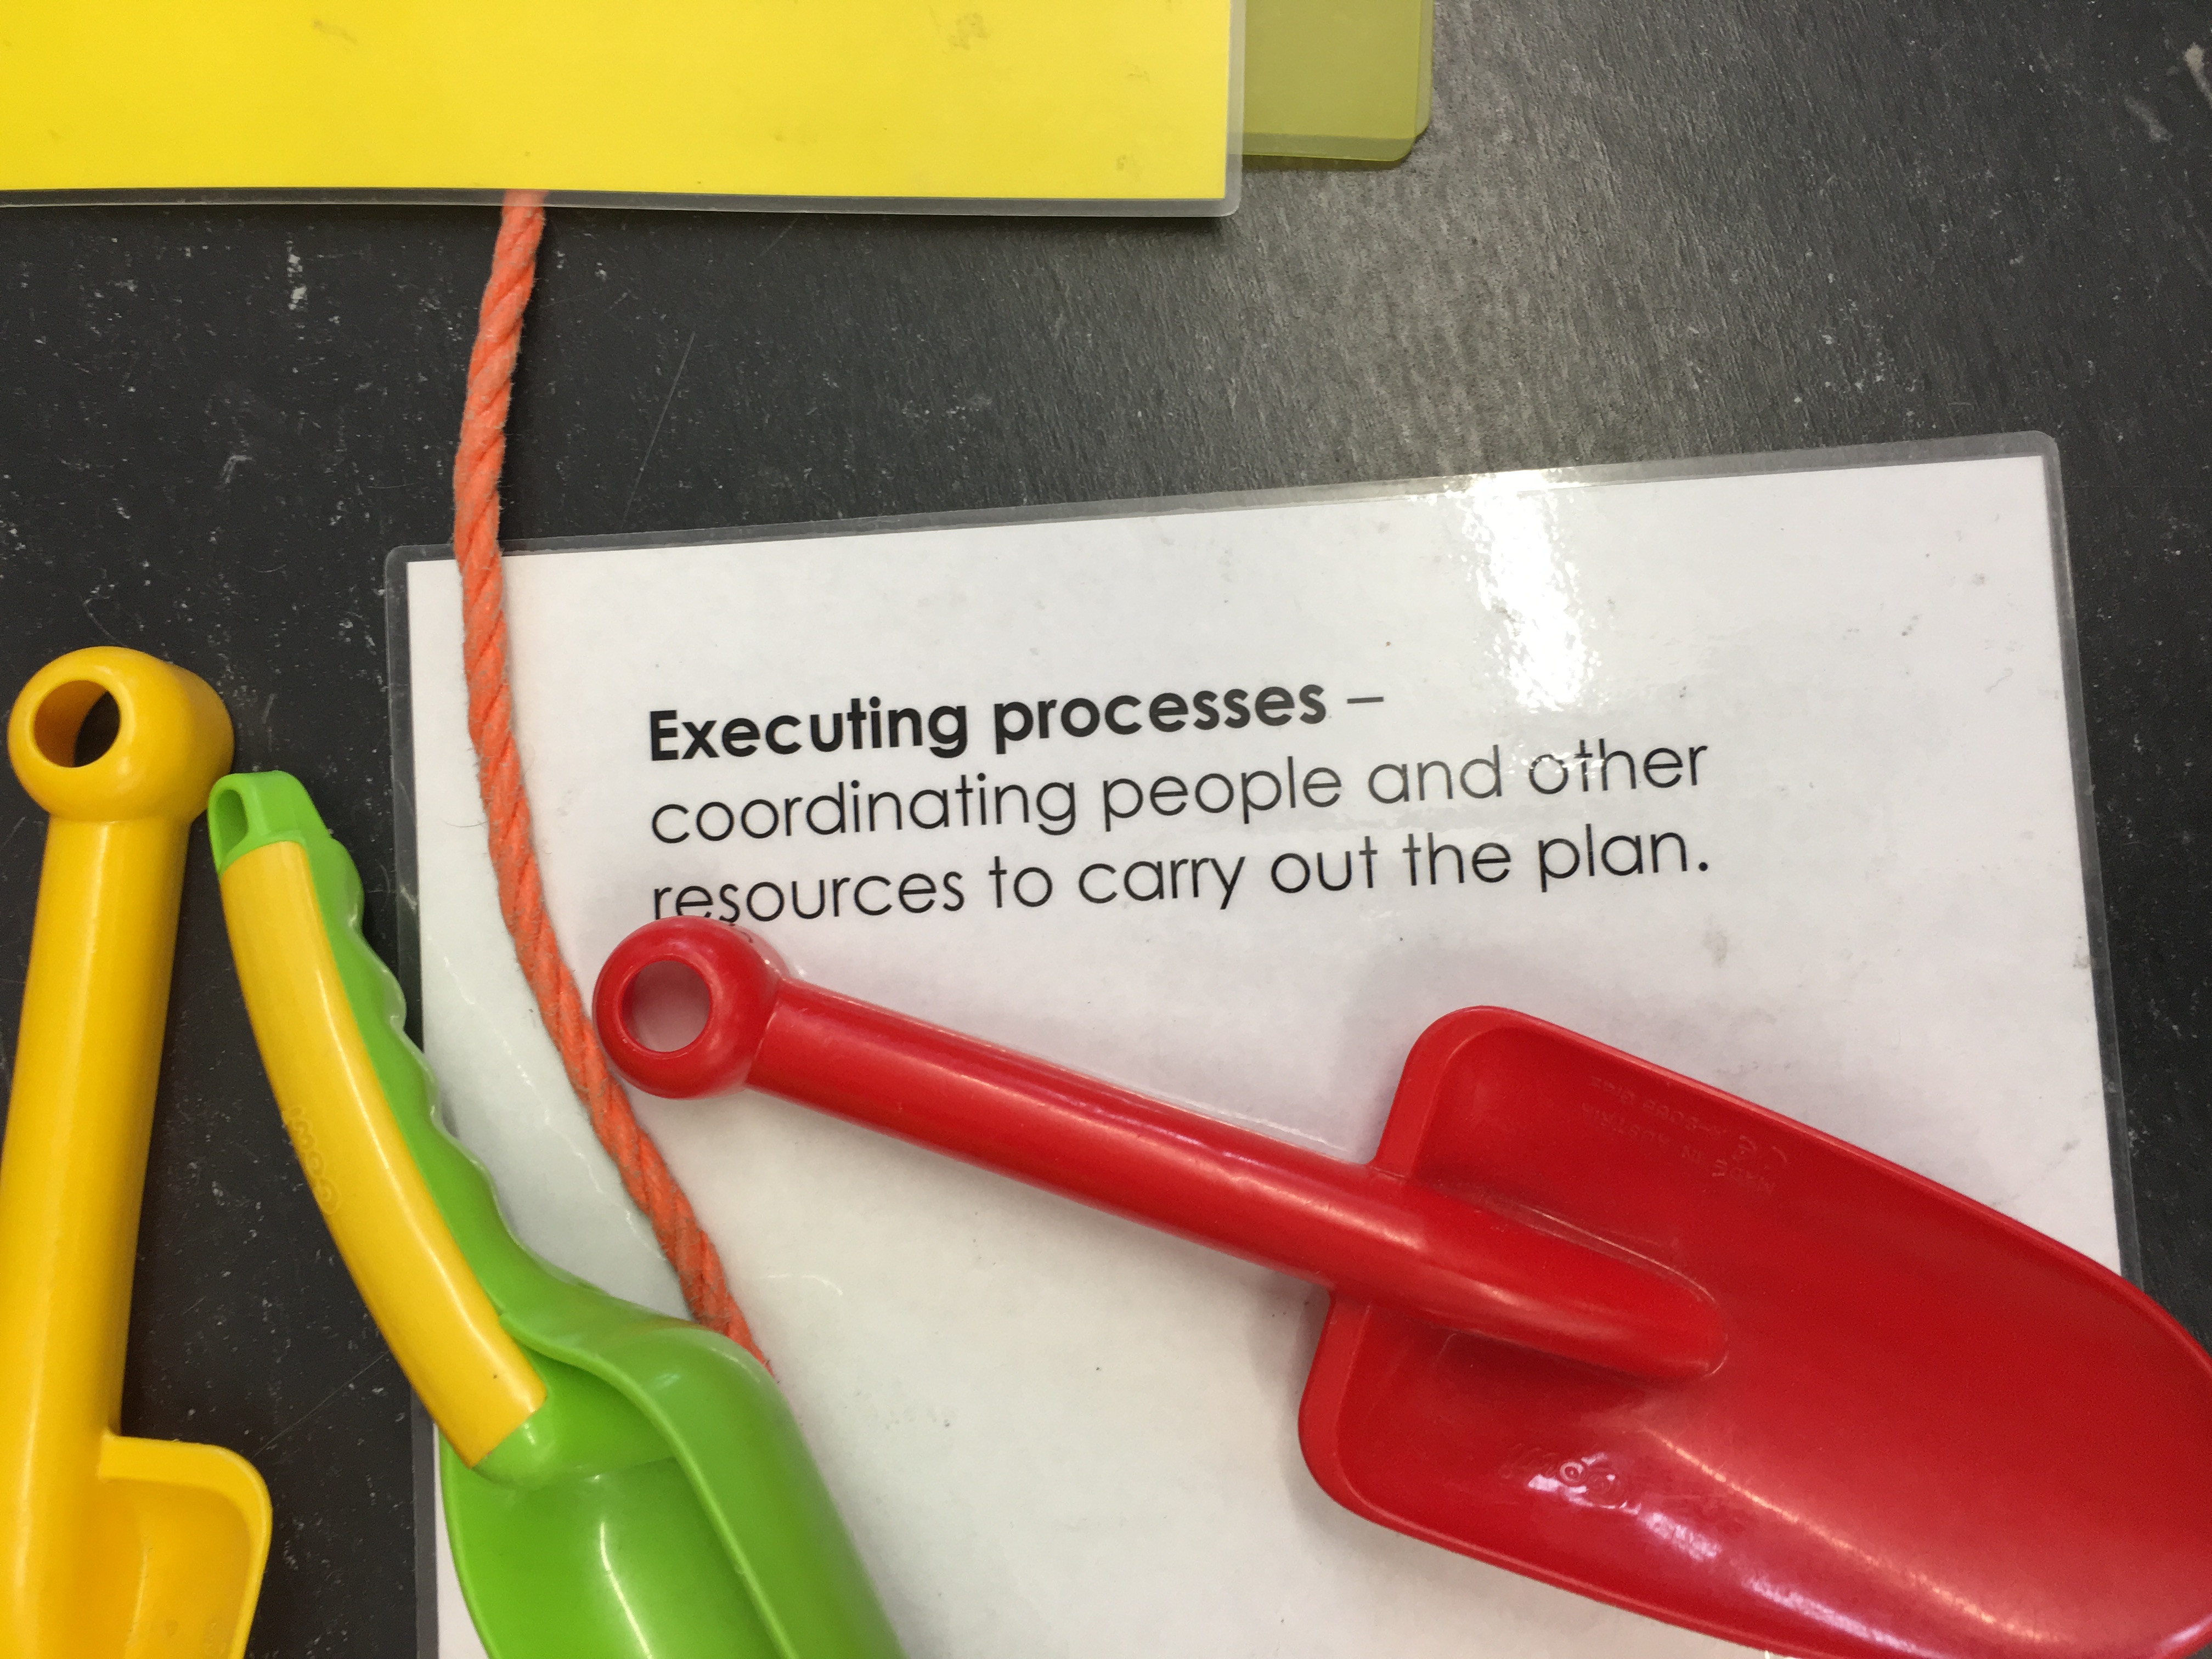 Executing processes –
coordinating people and other
resources to carry out the plan.